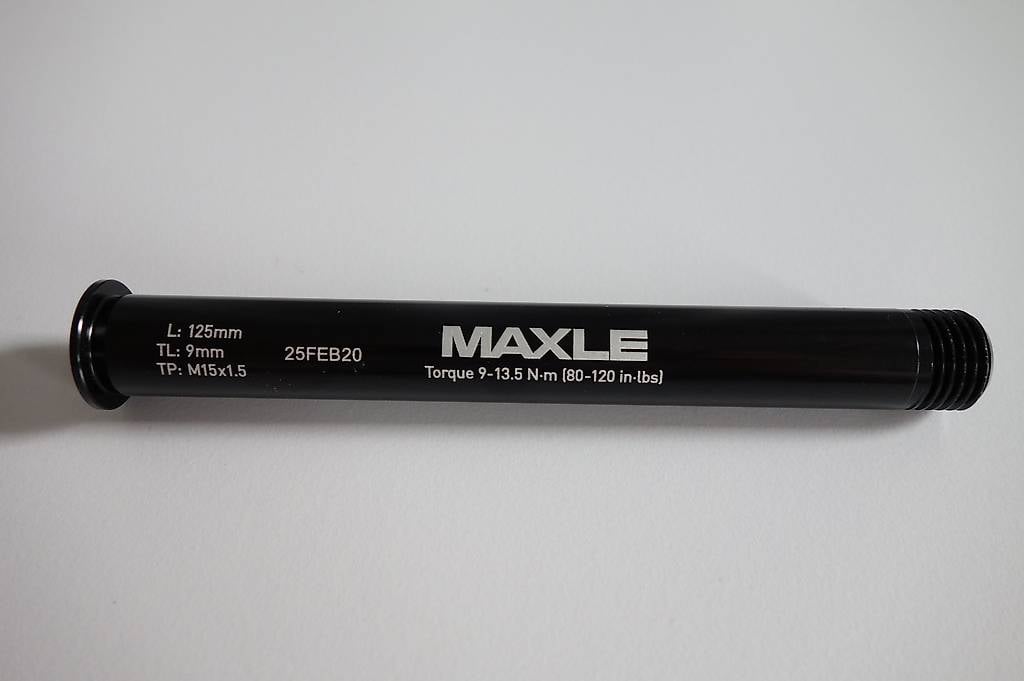 L: 125mm
TL: 9mm
TP: M15x1.5
25FEB20
MAXLE
Torque 9-13.5 N·m (80-120 in·lbs)